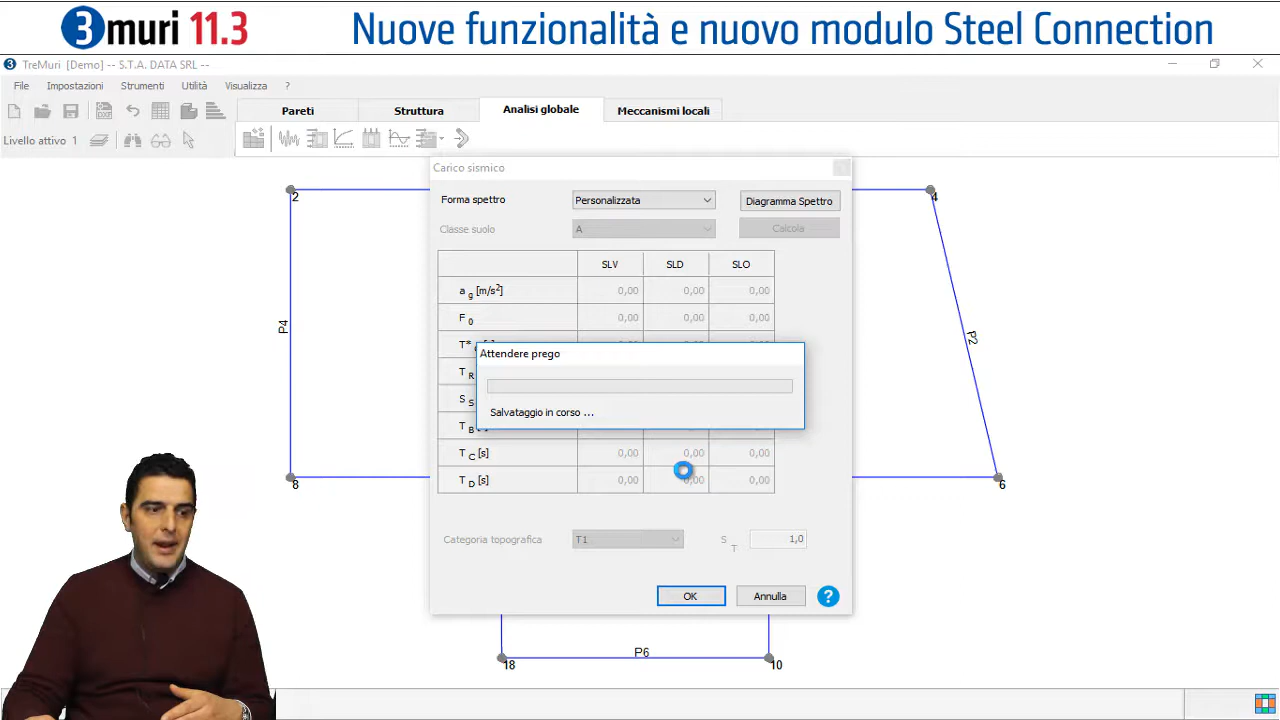 3muri 11.3 Nuove funzionalità e nuovo modulo Steel Connection
TreMuri [Demo] -- S.T.A. DATA SRL --
File Impostazioni Strumenti Utilità Visualizza ?
Pareti Struttura Analisi globale Meccanismi locali
Livello attivo 1
Carico sismico
Forma spettro Personalizzata Diagramma Spettro
Classe suolo A Calcola
SLV SLD SLO
a g [m/s²] 0,00 0,00 0,00
F 0 0,00 0,00 0,00
T*
Attendere prego
T R
S S
Salvataggio in corso ...
T B
T C [s] 0,00 0,00 0,00
T D [s] 0,00 0,00 0,00
Categoria topografica T1 S T 1,0
OK Annulla ?
2
4
P4
P2
8
6
P6
18
10